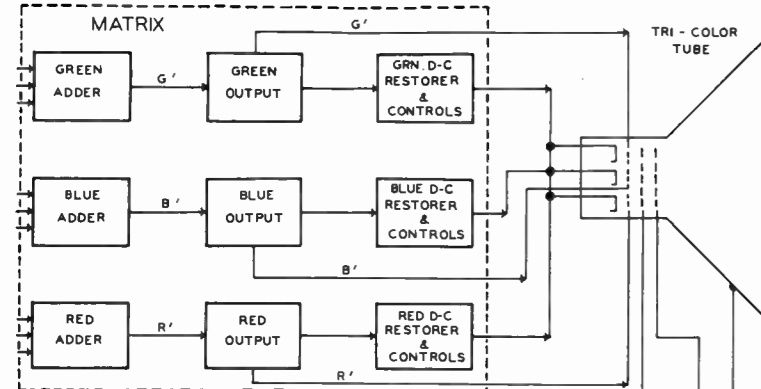 MATRIX
G'
TRI - COLOR
TUBE
GREEN
ADDER
G'
GREEN
OUTPUT
GRN. D-C
RESTORER
&
CONTROLS
BLUE
ADDER
B'
BLUE
OUTPUT
BLUE D-C
RESTORER
&
CONTROLS
B'
RED
ADDER
R'
RED
OUTPUT
RED D-C
RESTORER
&
CONTROLS
R'